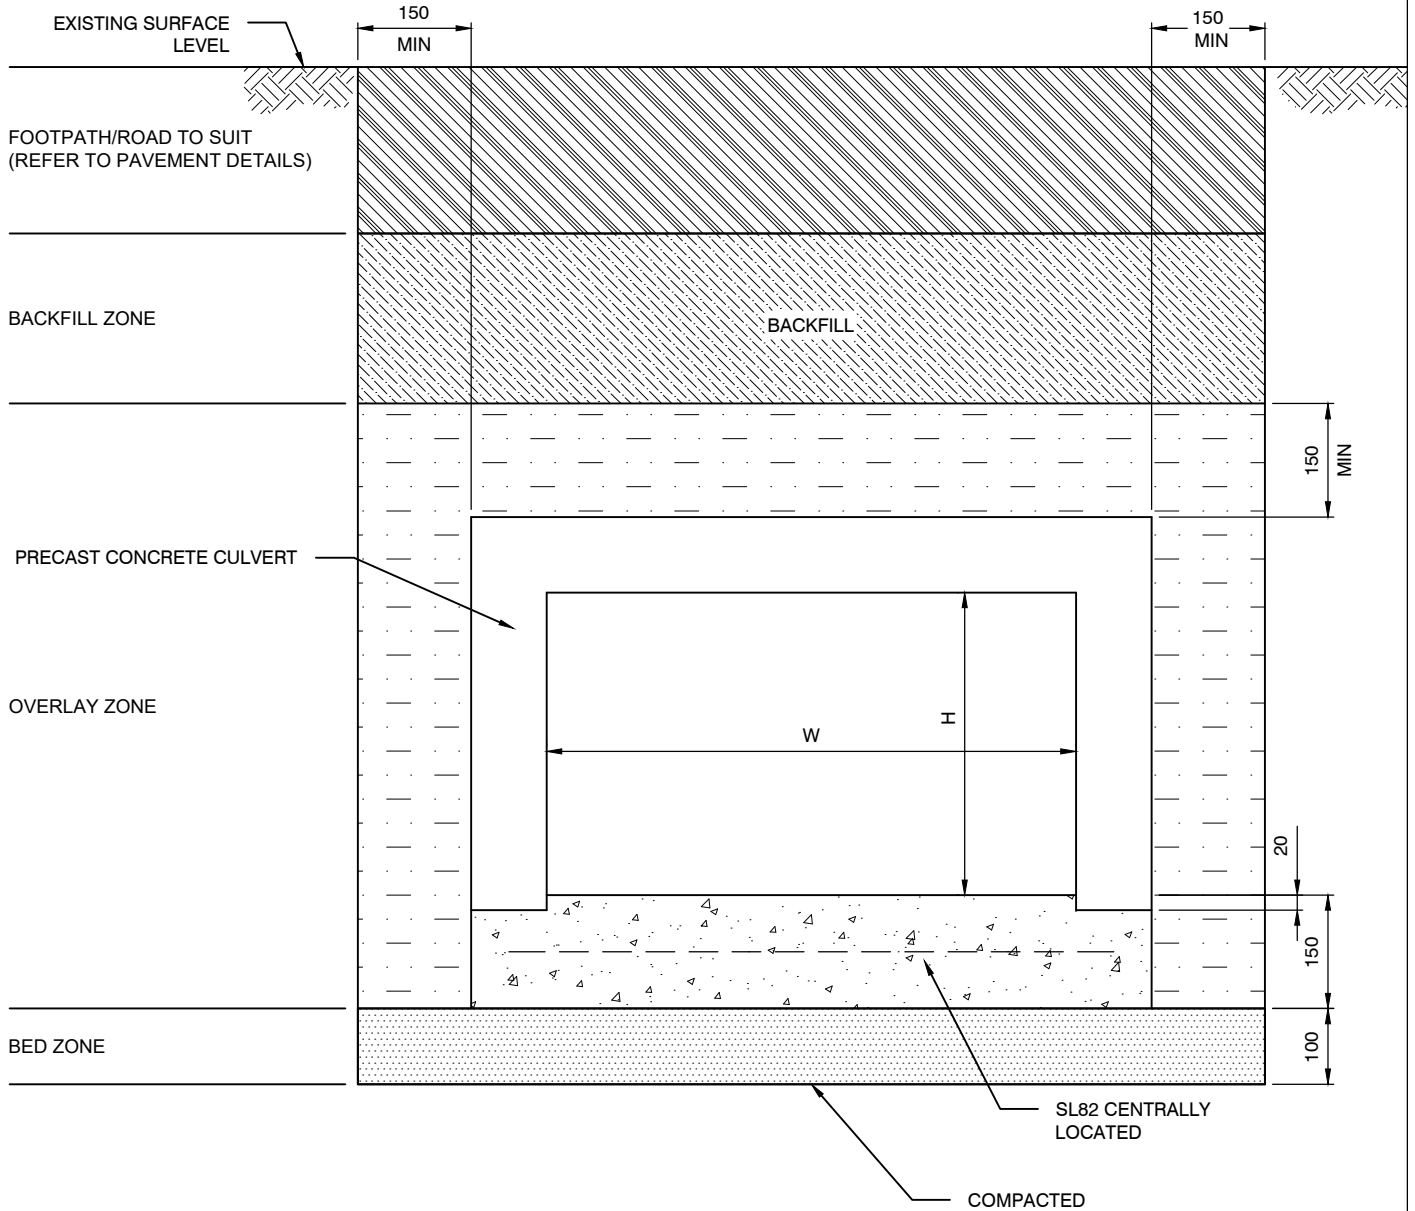 EXISTING SURFACE
LEVEL
150
MIN
150
MIN
FOOTPATH/ROAD TO SUIT
(REFER TO PAVEMENT DETAILS)
BACKFILL ZONE
BACKFILL
150
MIN
PRECAST CONCRETE CULVERT
OVERLAY ZONE
W
H
20
150
BED ZONE
100
SL82 CENTRALLY
LOCATED
COMPACTED